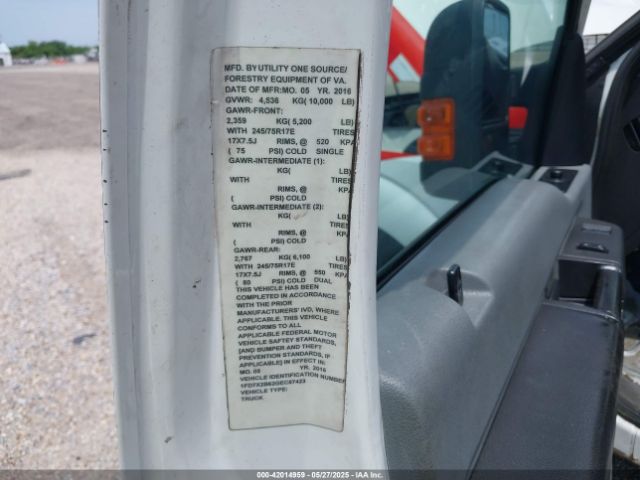 MFD. BY UTILITY ONE SOURCE/
FORESTRY EQUIPMENT OF VA.
DATE OF MFR: MO. 05 YR. 2016
GVWR: 4,536 KG( 10,000 LB)
GAWR-FRONT:
2,359 KG( 5,200 LB)
WITH 245/75R17E TIRES
17X7.5J RIMS, @ 520 KPA
( 75 PSI) COLD SINGLE
GAWR-INTERMEDIATE (1):
KG( LB)
WITH TIRES
RIMS, @ KPA
( PSI) COLD
GAWR-INTERMEDIATE (2):
KG( LB)
WITH TIRE
RIMS, @ KPA
( PSI) COLD
GAWR-REAR:
2,767 KG( 6,100 LB)
WITH 245/75R17E TIRE
17X7.5J RIMS, @ 550 KPA
( 80 PSI) COLD DUAL
THIS VEHICLE HAS BEEN
COMPLETED IN ACCORDANCE
WITH THE PRIOR
MANUFACTURERS' IVD, WHERE
APPLICABLE. THIS VEHICLE
CONFORMS TO ALL
APPLICABLE FEDERAL MOTOR
VEHICLE SAFTEY STANDARDS,
[AND BUMPER AND THEFT
PREVENTION STANDARDS, IF
APPLICABLE] IN EFFECT IN:
MO. 05 YR. 2016
VEHICLE IDENTIFICATION NUMBER
VEHICLE TYPE:
TRUCK
000-42014959 05/27/2025 IAAI.COM